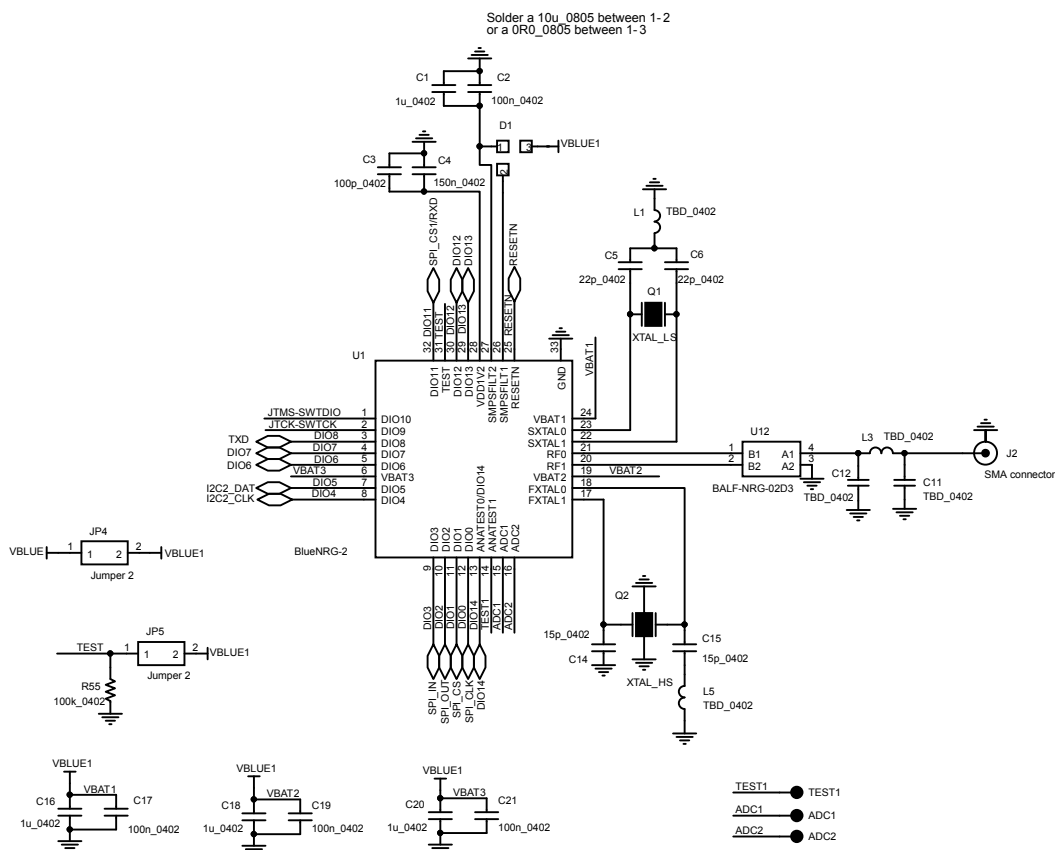 Solder a 10u_0805 between 1-2
or a 0R0_0805 between 1-3
C1
C2
1u_0402
100n_0402
D1
1
3
VBLUE1
2
C3
C4
100p_0402
150n_0402
L1
TBD_0402
C5
C6
22p_0402
22p_0402
Q1
XTAL_LS
SPI_CS1/RXD
DIO12
DIO13
RESETN
DIO11
TEST
DIO12
DIO13
RESETN
32
31
30
29
28
27
26
25
33
VBAT1
U1
DIO11
TEST
DIO12
DIO13
VDD1V2
SMPSFILT2
SMPSFILT1
RESETN
GND
JTMS-SWTDIO
1
DIO10
JTCK-SWTCK
2
DIO9
TXD
DIO8
3
DIO8
DIO7
DIO7
4
DIO7
DIO6
DIO6
5
DIO6
VBAT3
6
VBAT3
I2C2_DAT
DIO5
7
DIO5
I2C2_CLK
DIO4
8
DIO4
VBAT1
24
SXTAL0
23
SXTAL1
22
RF0
21
RF1
20
VBAT2
19
VBAT2
FXTAL0
18
FXTAL1
17
U12
1
B1
A1
4
2
B2
A2
3
BALF-NRG-02D3
L3
TBD_0402
J2
SMA connector
C12
TBD_0402
C11
TBD_0402
BlueNRG-2
DIO3
DIO2
DIO1
DIO0
ANATEST0/DIO14
ANATEST1
ADC1
ADC2
9
10
11
12
13
14
15
16
DIO3
DIO2
DIO1
DIO0
DIO14
TEST1
ADC1
ADC2
SPI_IN
SPI_OUT
SPI_CS
SPI_CLK
DIO14
Q2
XTAL_HS
15p_0402
C14
C15
15p_0402
L5
TBD_0402
JP4
VBLUE
1
1
2
2
VBLUE1
Jumper 2
JP5
TEST
1
1
2
2
VBLUE1
Jumper 2
R55
100k_0402
VBLUE1
VBAT1
C16
C17
1u_0402
100n_0402
VBLUE1
VBAT2
C18
C19
1u_0402
100n_0402
VBLUE1
VBAT3
C20
C21
1u_0402
100n_0402
TEST1
TEST1
ADC1
ADC1
ADC2
ADC2